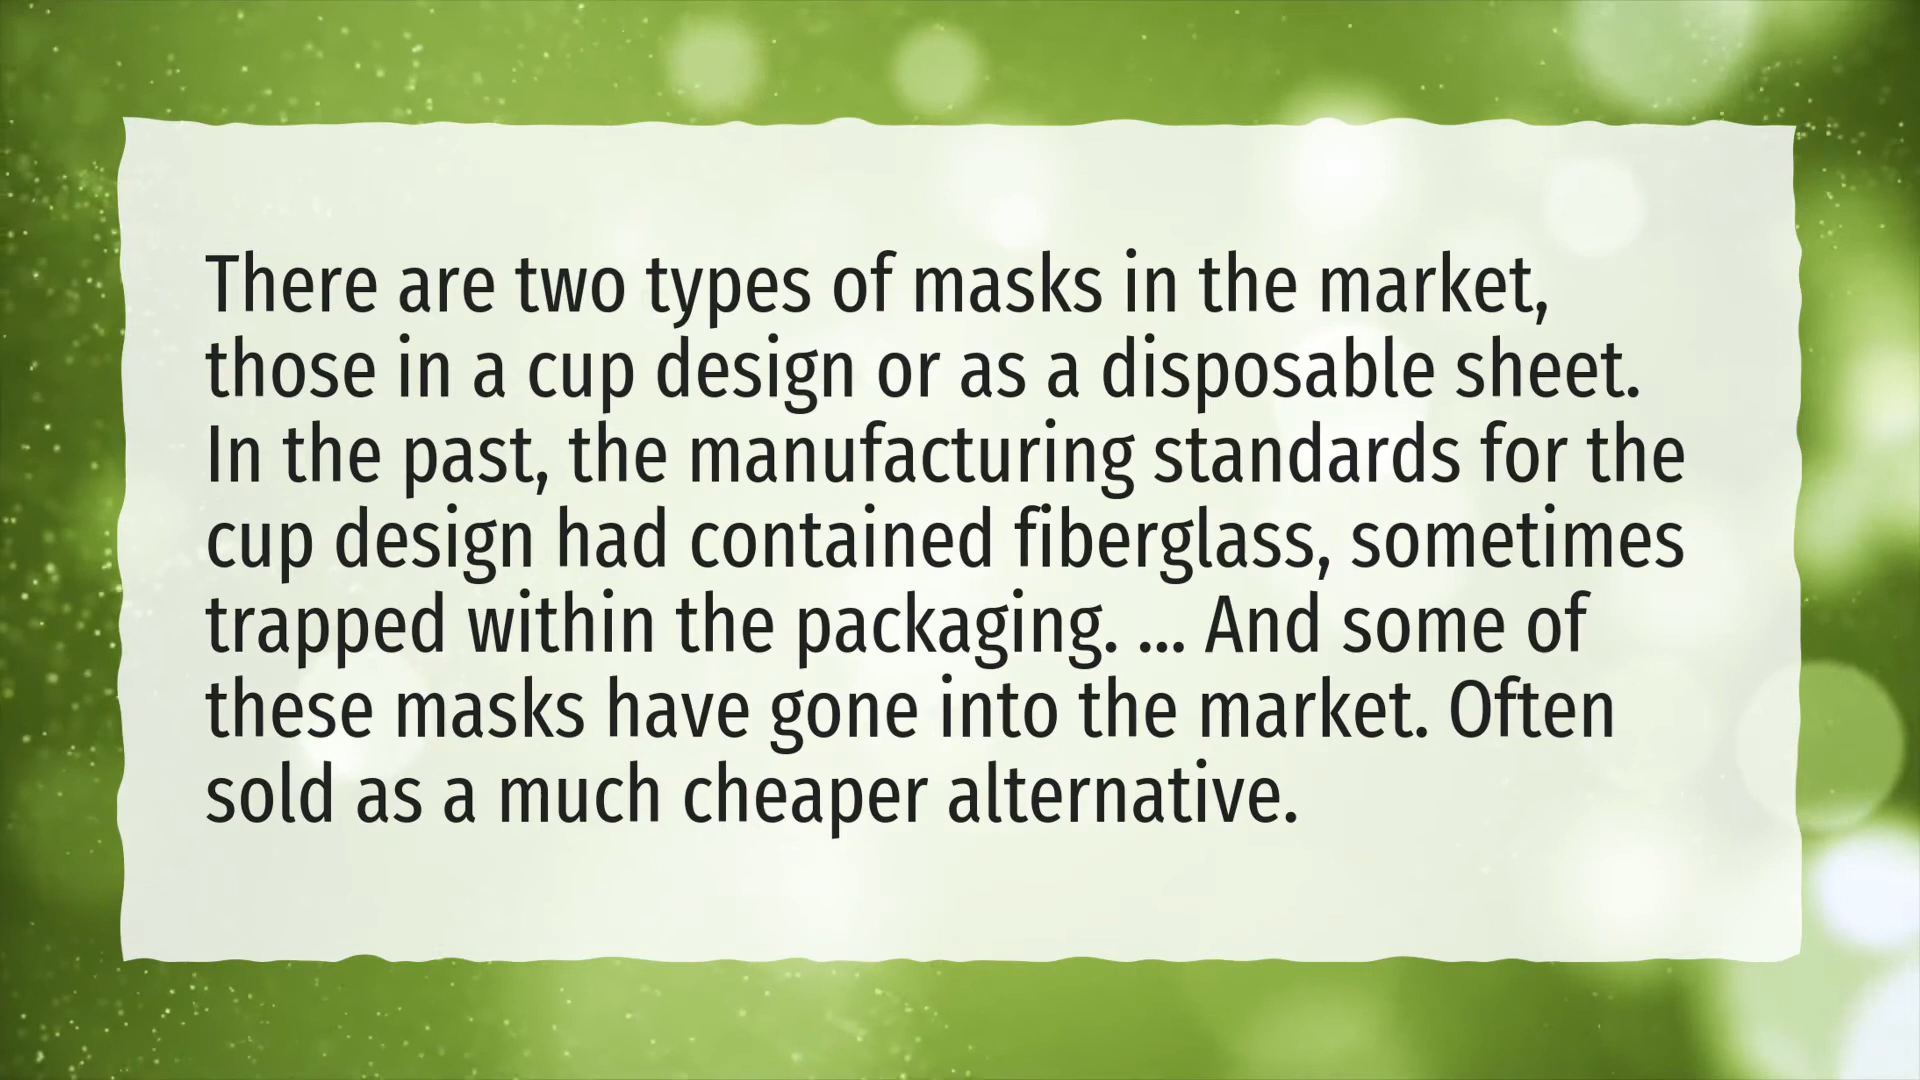 There are two types of masks in the market,
those in a cup design or as a disposable sheet.
In the past, the manufacturing standards for the
cup design had contained fiberglass, sometimes
trapped within the packaging. ... And some of
these masks have gone into the market. Often
sold as a much cheaper alternative.